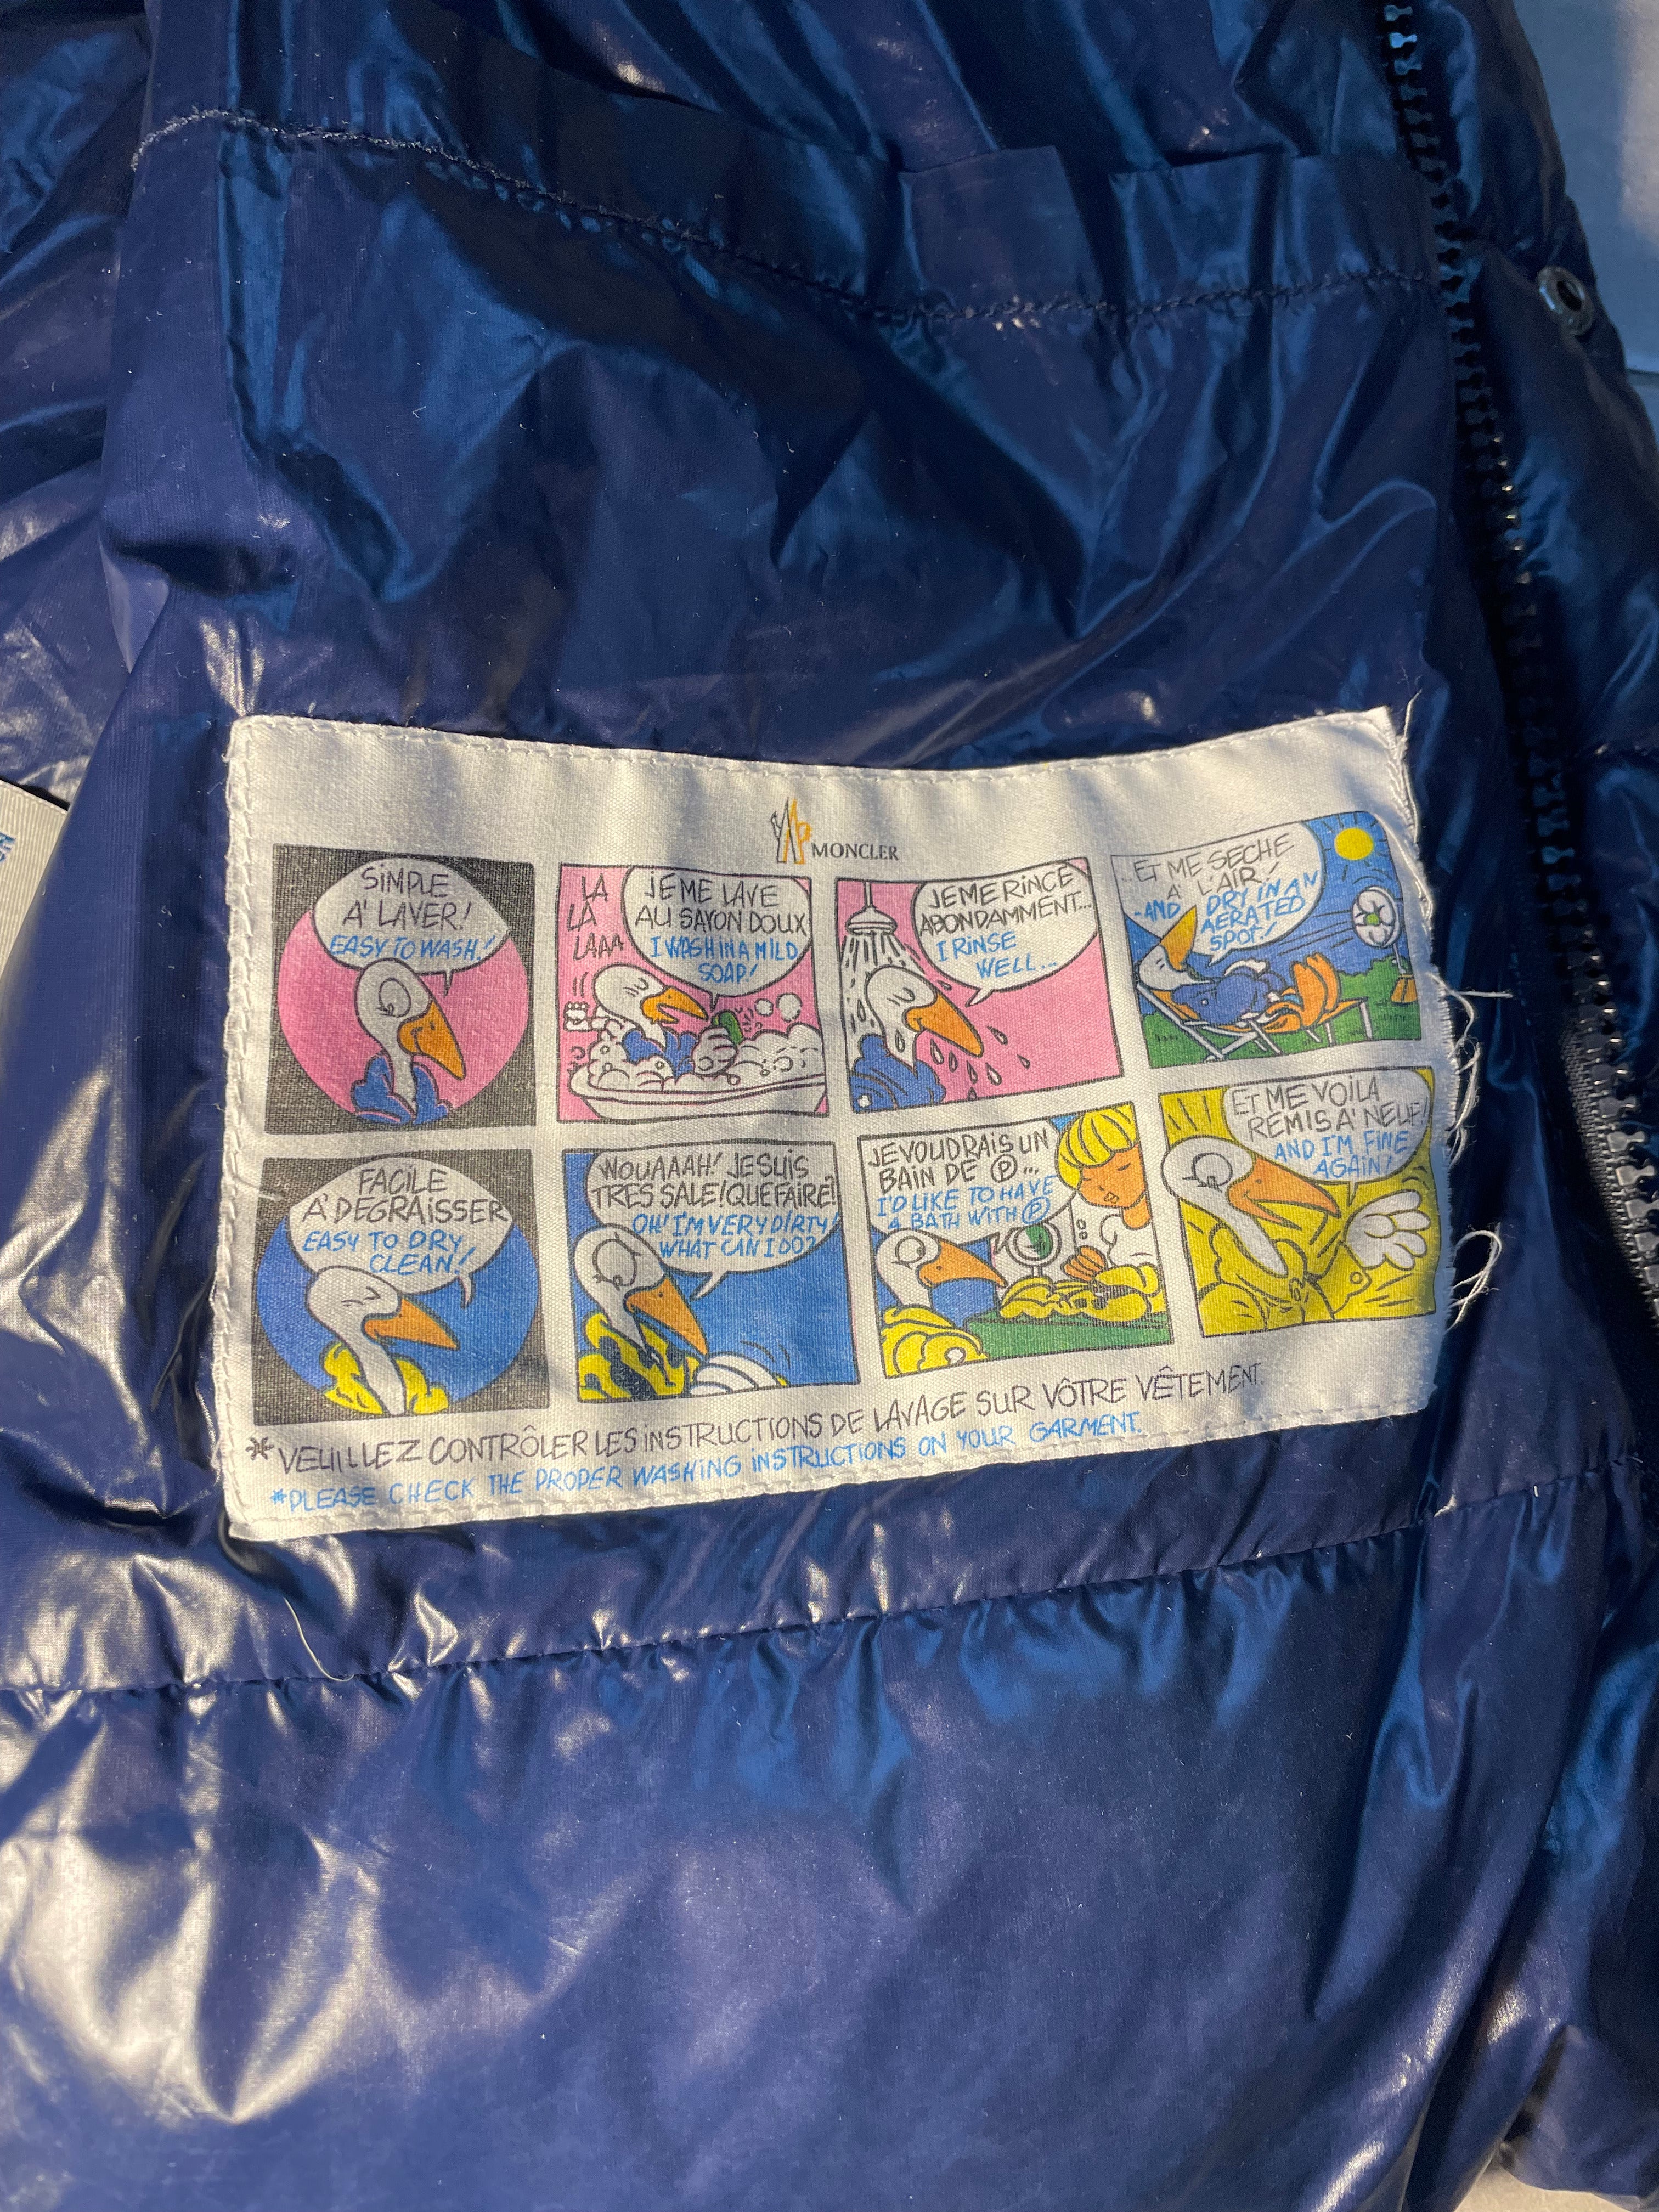 MONCLER
SIMPLE
A' LAVER!
EASY TO WASH!
LA
LA
LAAA
JE ME LAVE
AU SAVON DOUX
I WASH IN A MILD
SOAP!
JE ME RINCE
ABONDAMMENT...
I RINSE
WELL...
..ET ME SECHE
A' L'AIR!
-AND DRY IN AN
AERATED
SPOT!
FACILE
A' DEGRAISSER
EASY TO DRY
CLEAN!
WOUAAAH! JE SUIS
TRES SALE! QUE FAIRE?
OH! I'M VERY DIRTY!
WHAT CAN I DO?
JE VOUDRAIS UN
BAIN DE Ⓟ...
I'D LIKE TO HAVE
A BATH WITH Ⓟ
ET ME VOILA
REMIS A' NEUF!
AND I'M FINE
AGAIN?
*VEUILLEZ CONTRÔLER LES INSTRUCTIONS DE LAVAGE SUR VÔTRE VÊTEMENT.
*PLEASE CHECK THE PROPER WASHING INSTRUCTIONS ON YOUR GARMENT.